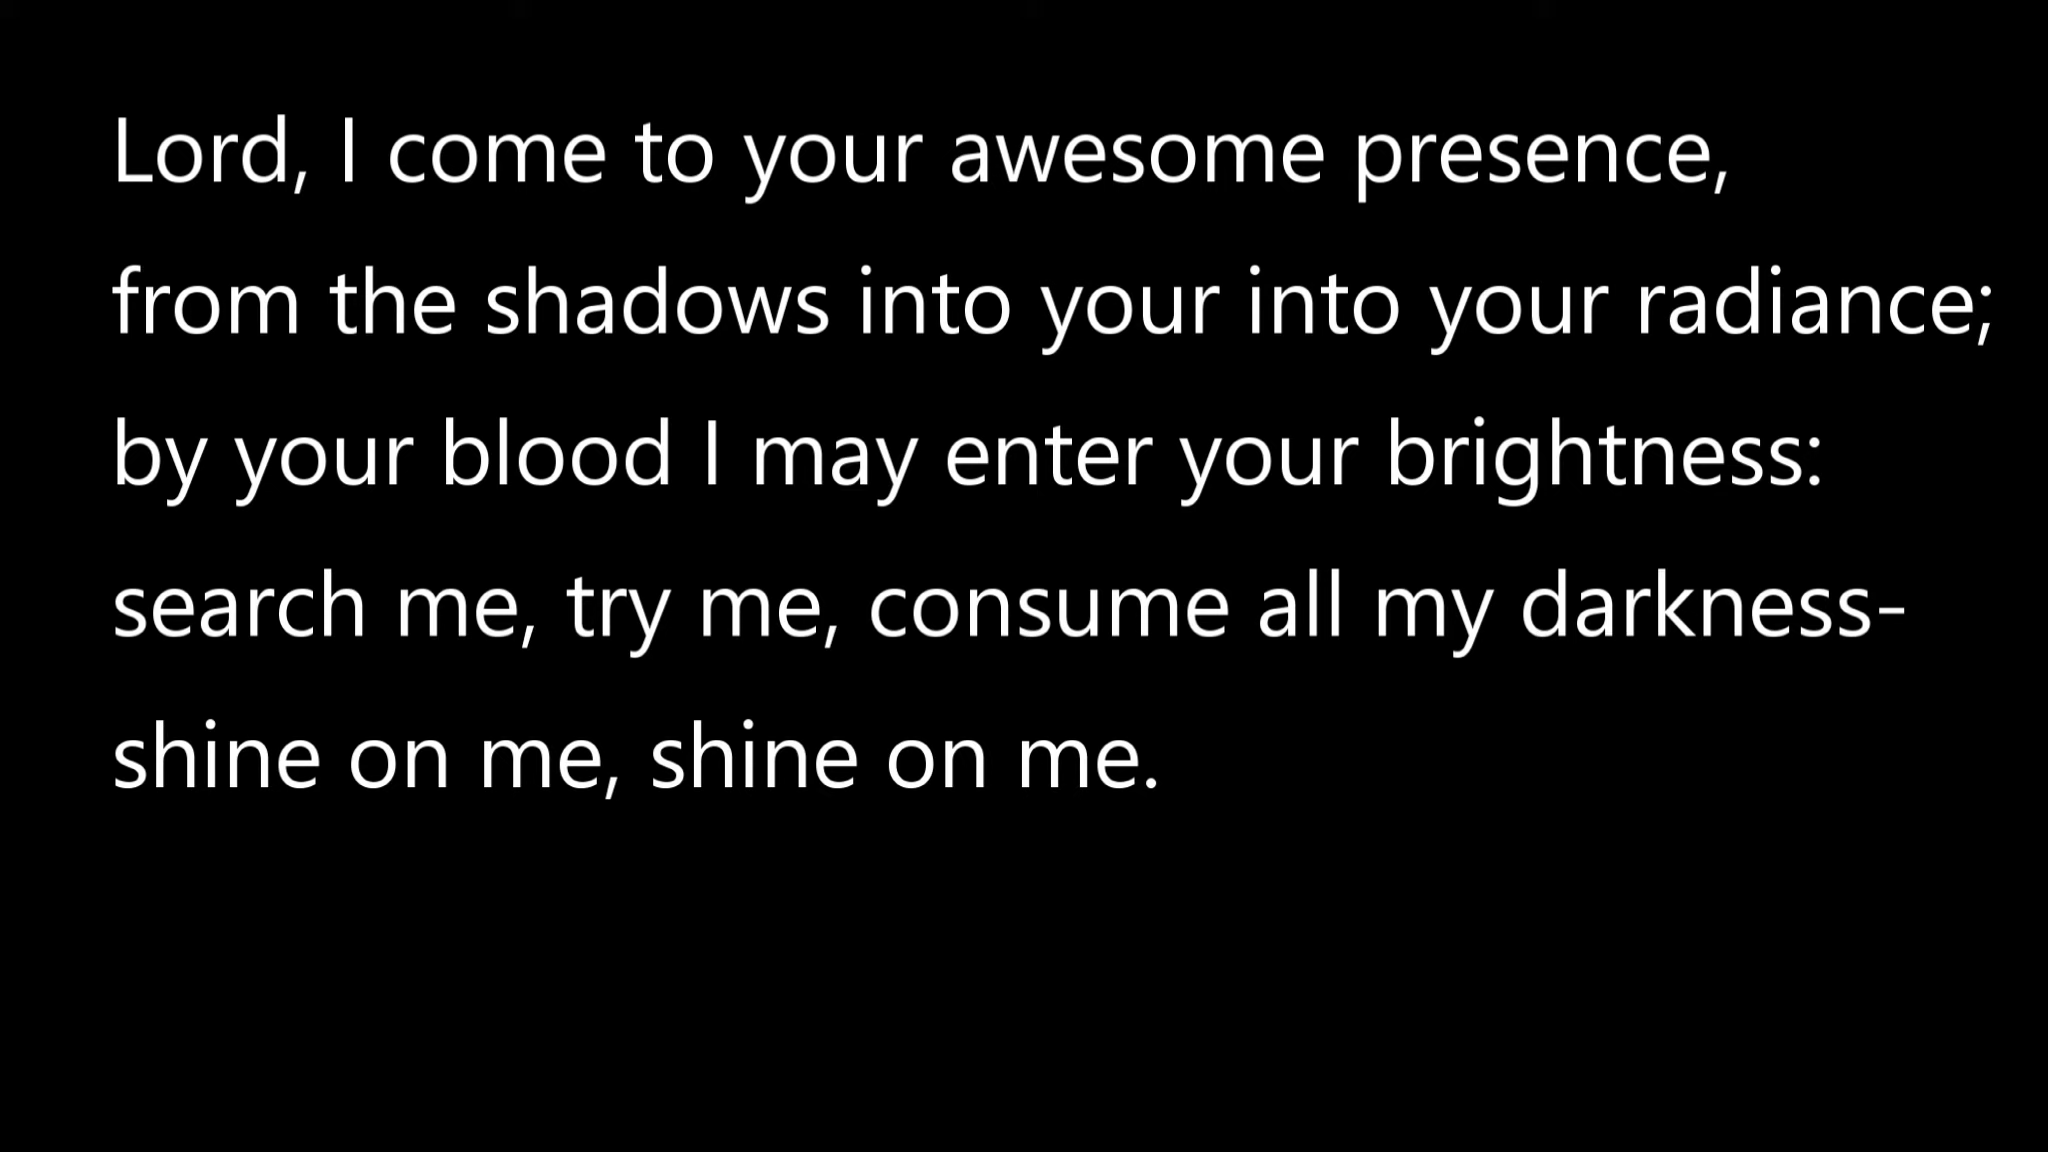 Lord, I come to your awesome presence,
from the shadows into your into your radiance;
by your blood I may enter your brightness:
search me, try me, consume all my darkness-
shine on me, shine on me.